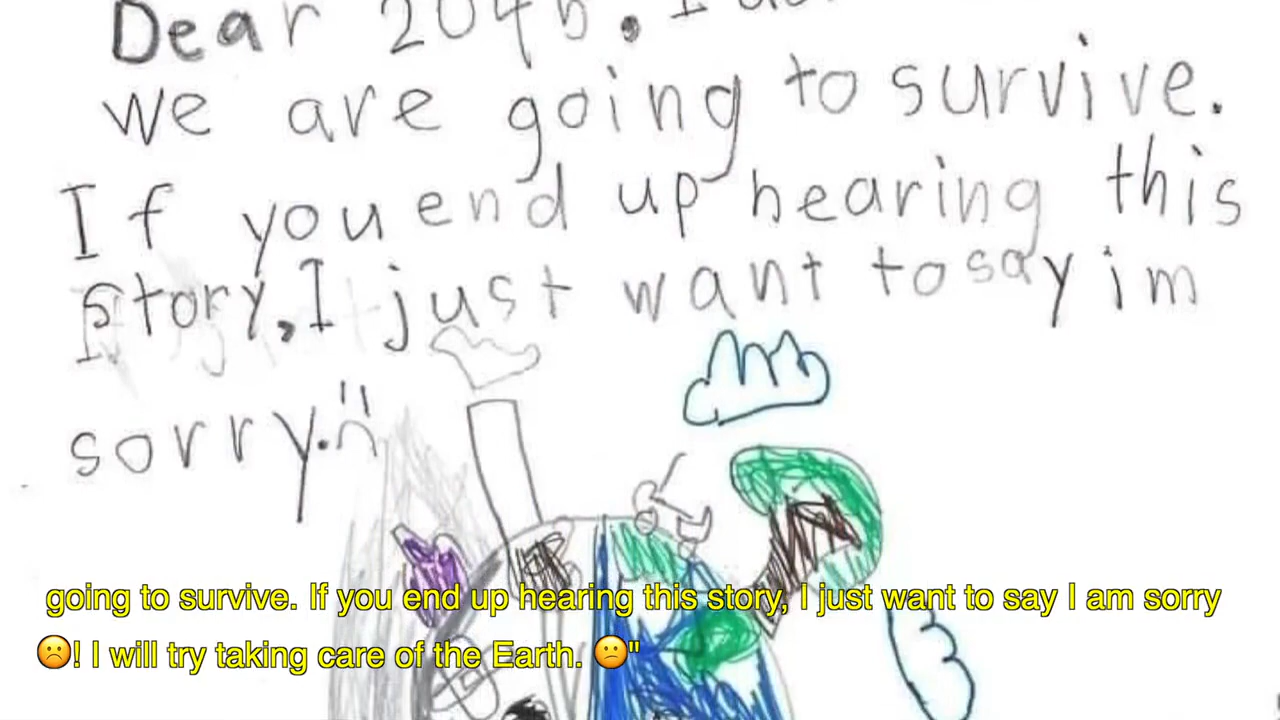 Dear 2045. I
we are going to survive.
If you end up hearing this
story, I just want to say im
sorry. :(
going to survive. If you end up hearing this story, I just want to say I am sorry
☹️! I will try taking care of the Earth. 😕"